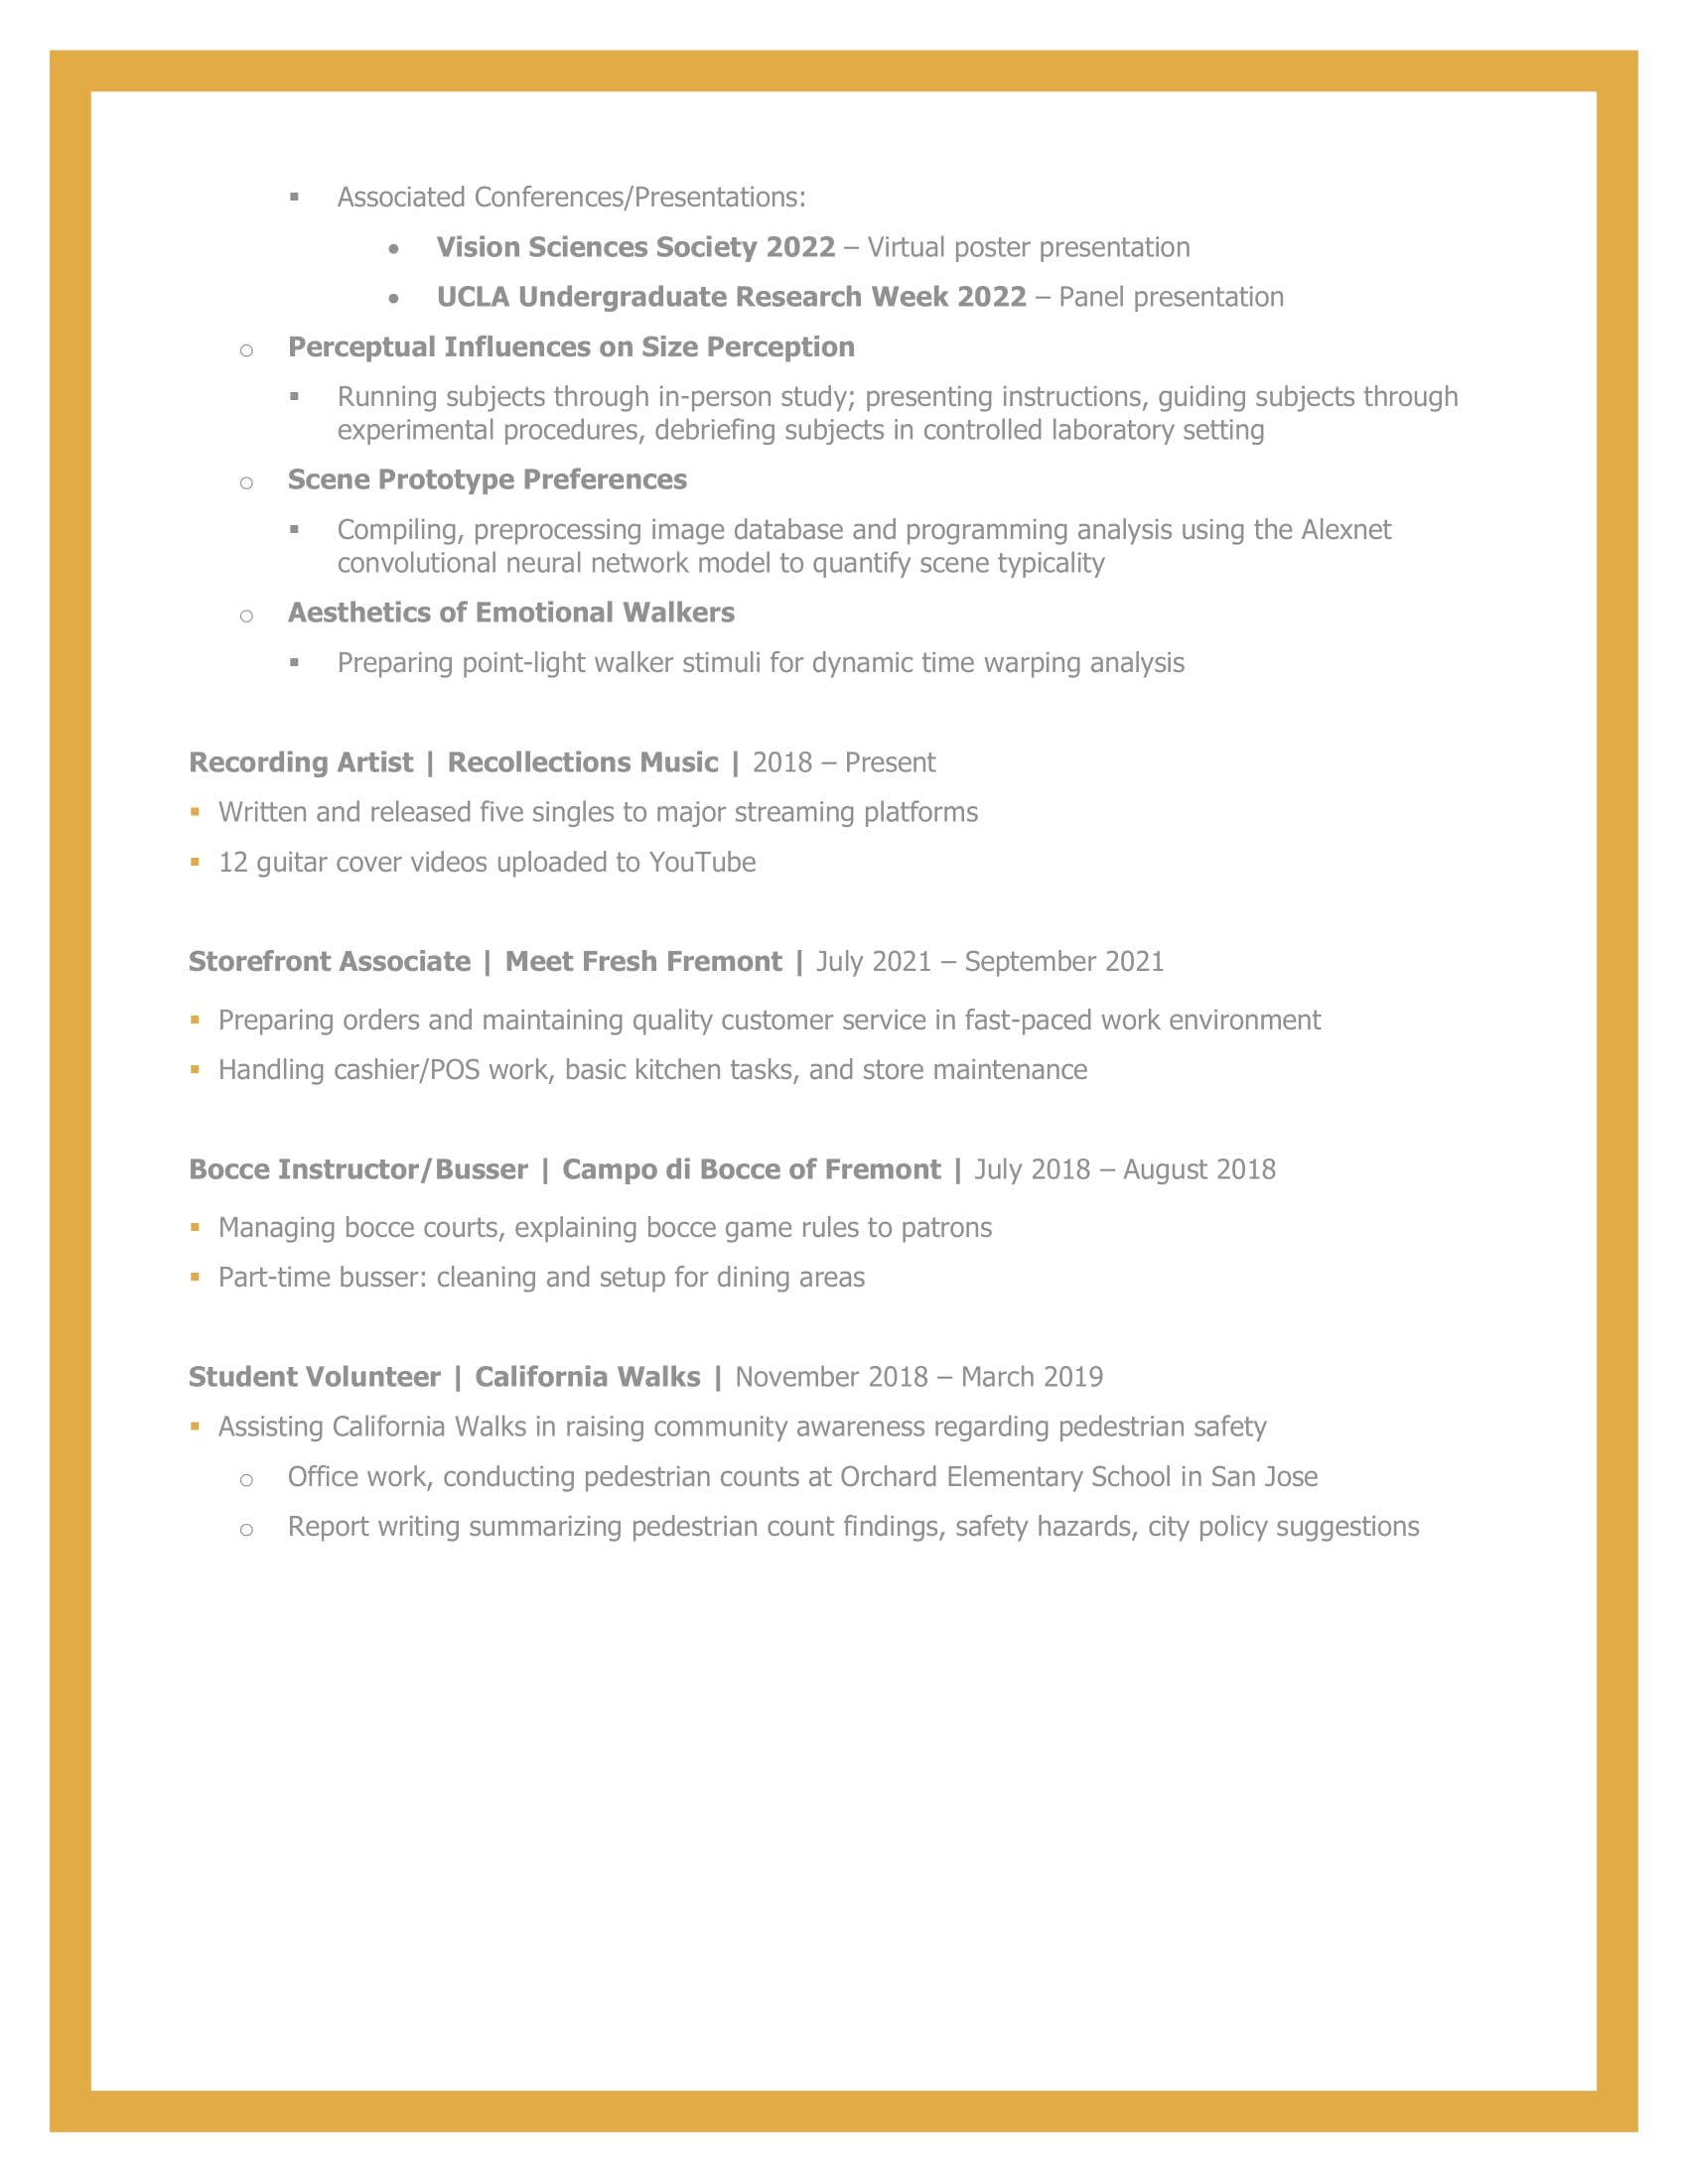 ▪ Associated Conferences/Presentations:
• Vision Sciences Society 2022 – Virtual poster presentation
• UCLA Undergraduate Research Week 2022 – Panel presentation
o Perceptual Influences on Size Perception
▪ Running subjects through in-person study; presenting instructions, guiding subjects through
experimental procedures, debriefing subjects in controlled laboratory setting
o Scene Prototype Preferences
▪ Compiling, preprocessing image database and programming analysis using the Alexnet
convolutional neural network model to quantify scene typicality
o Aesthetics of Emotional Walkers
▪ Preparing point-light walker stimuli for dynamic time warping analysis
Recording Artist | Recollections Music | 2018 – Present
▪ Written and released five singles to major streaming platforms
▪ 12 guitar cover videos uploaded to YouTube
Storefront Associate | Meet Fresh Fremont | July 2021 – September 2021
▪ Preparing orders and maintaining quality customer service in fast-paced work environment
▪ Handling cashier/POS work, basic kitchen tasks, and store maintenance
Bocce Instructor/Busser | Campo di Bocce of Fremont | July 2018 – August 2018
▪ Managing bocce courts, explaining bocce game rules to patrons
▪ Part-time busser: cleaning and setup for dining areas
Student Volunteer | California Walks | November 2018 – March 2019
▪ Assisting California Walks in raising community awareness regarding pedestrian safety
o Office work, conducting pedestrian counts at Orchard Elementary School in San Jose
o Report writing summarizing pedestrian count findings, safety hazards, city policy suggestions